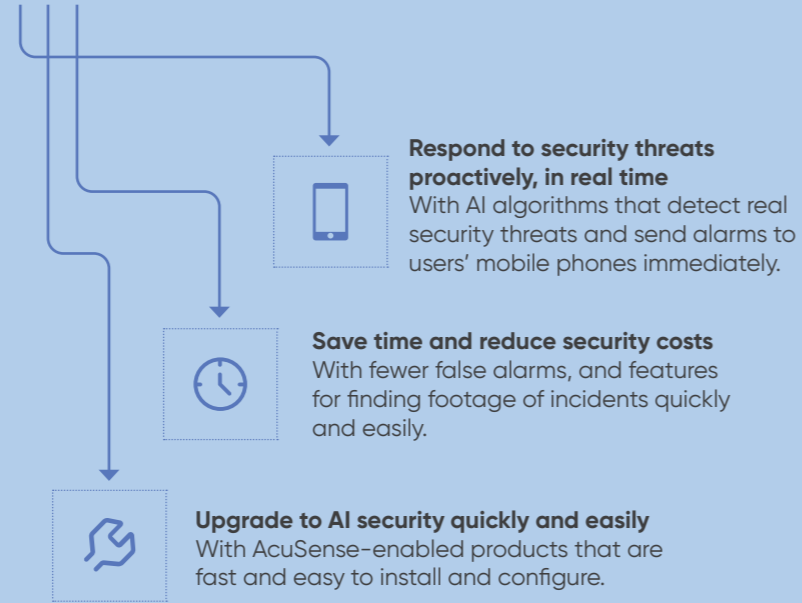 Respond to security threats
proactively, in real time
With AI algorithms that detect real
security threats and send alarms to
users’ mobile phones immediately.
Save time and reduce security costs
With fewer false alarms, and features
for finding footage of incidents quickly
and easily.
Upgrade to AI security quickly and easily
With AcuSense-enabled products that are
fast and easy to install and configure.